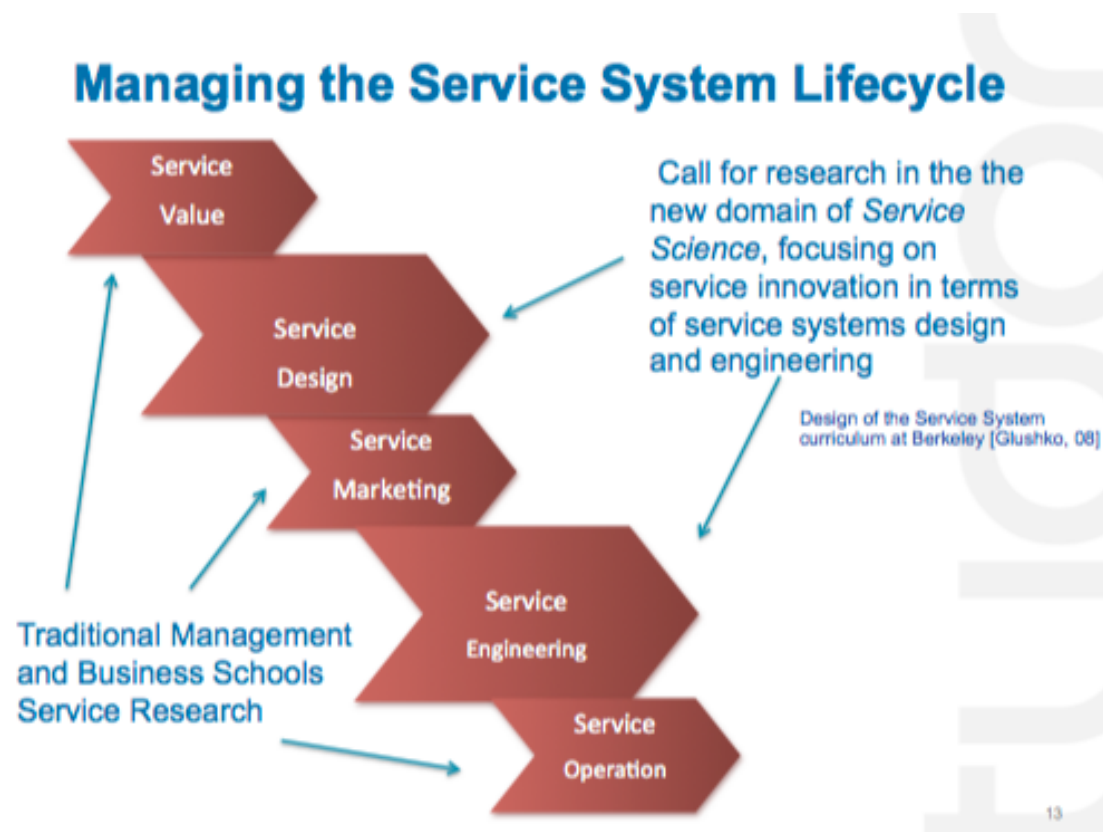 Managing the Service System Lifecycle
Service
Value
Call for research in the the
new domain of Service
Science, focusing on
service innovation in terms
of service systems design
and engineering
Service
Design
Design of the Service System
curriculum at Berkeley [Glushko, 08]
Service
Marketing
Service
Engineering
Traditional Management
and Business Schools
Service Research
Service
Operation
13